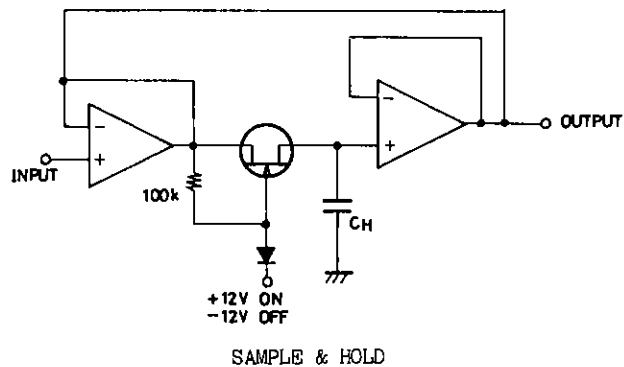 −
+
INPUT
100k
−
+
OUTPUT
CH
+12V ON
−12V OFF
SAMPLE & HOLD